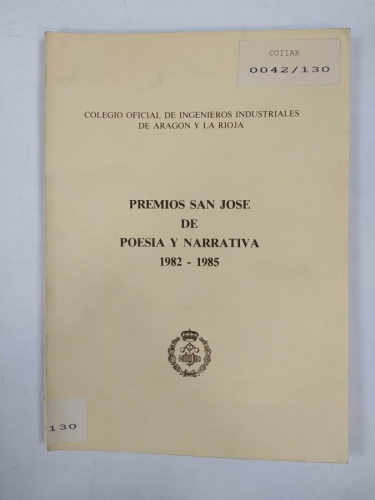 COIIAR
0042/130
COLEGIO OFICIAL DE INGENIEROS INDUSTRIALES
DE ARAGON Y LA RIOJA
PREMIOS SAN JOSE
DE
POESIA Y NARRATIVA
1982 - 1985
130